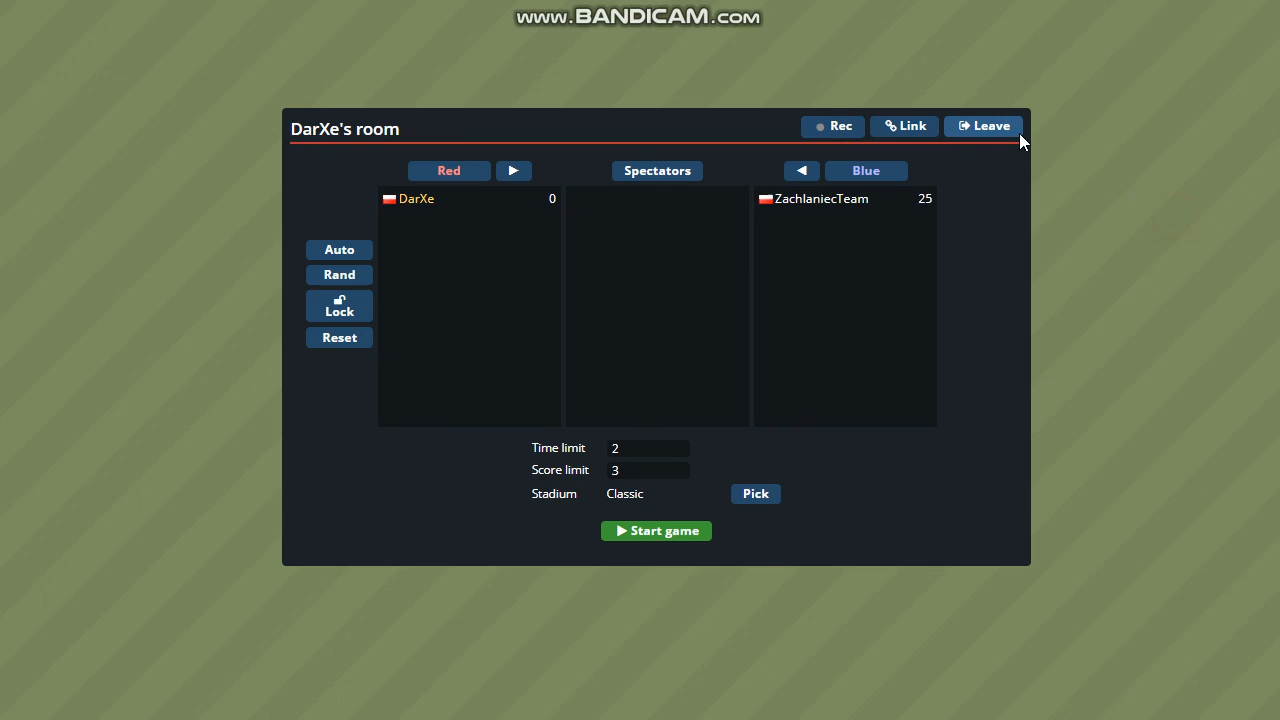 www.BANDICAM.com
DarXe's room
Rec
Link
Leave
Red
Spectators
Blue
DarXe 0
ZachlaniecTeam 25
Auto
Rand
Lock
Reset
Time limit 2
Score limit 3
Stadium Classic Pick
Start game